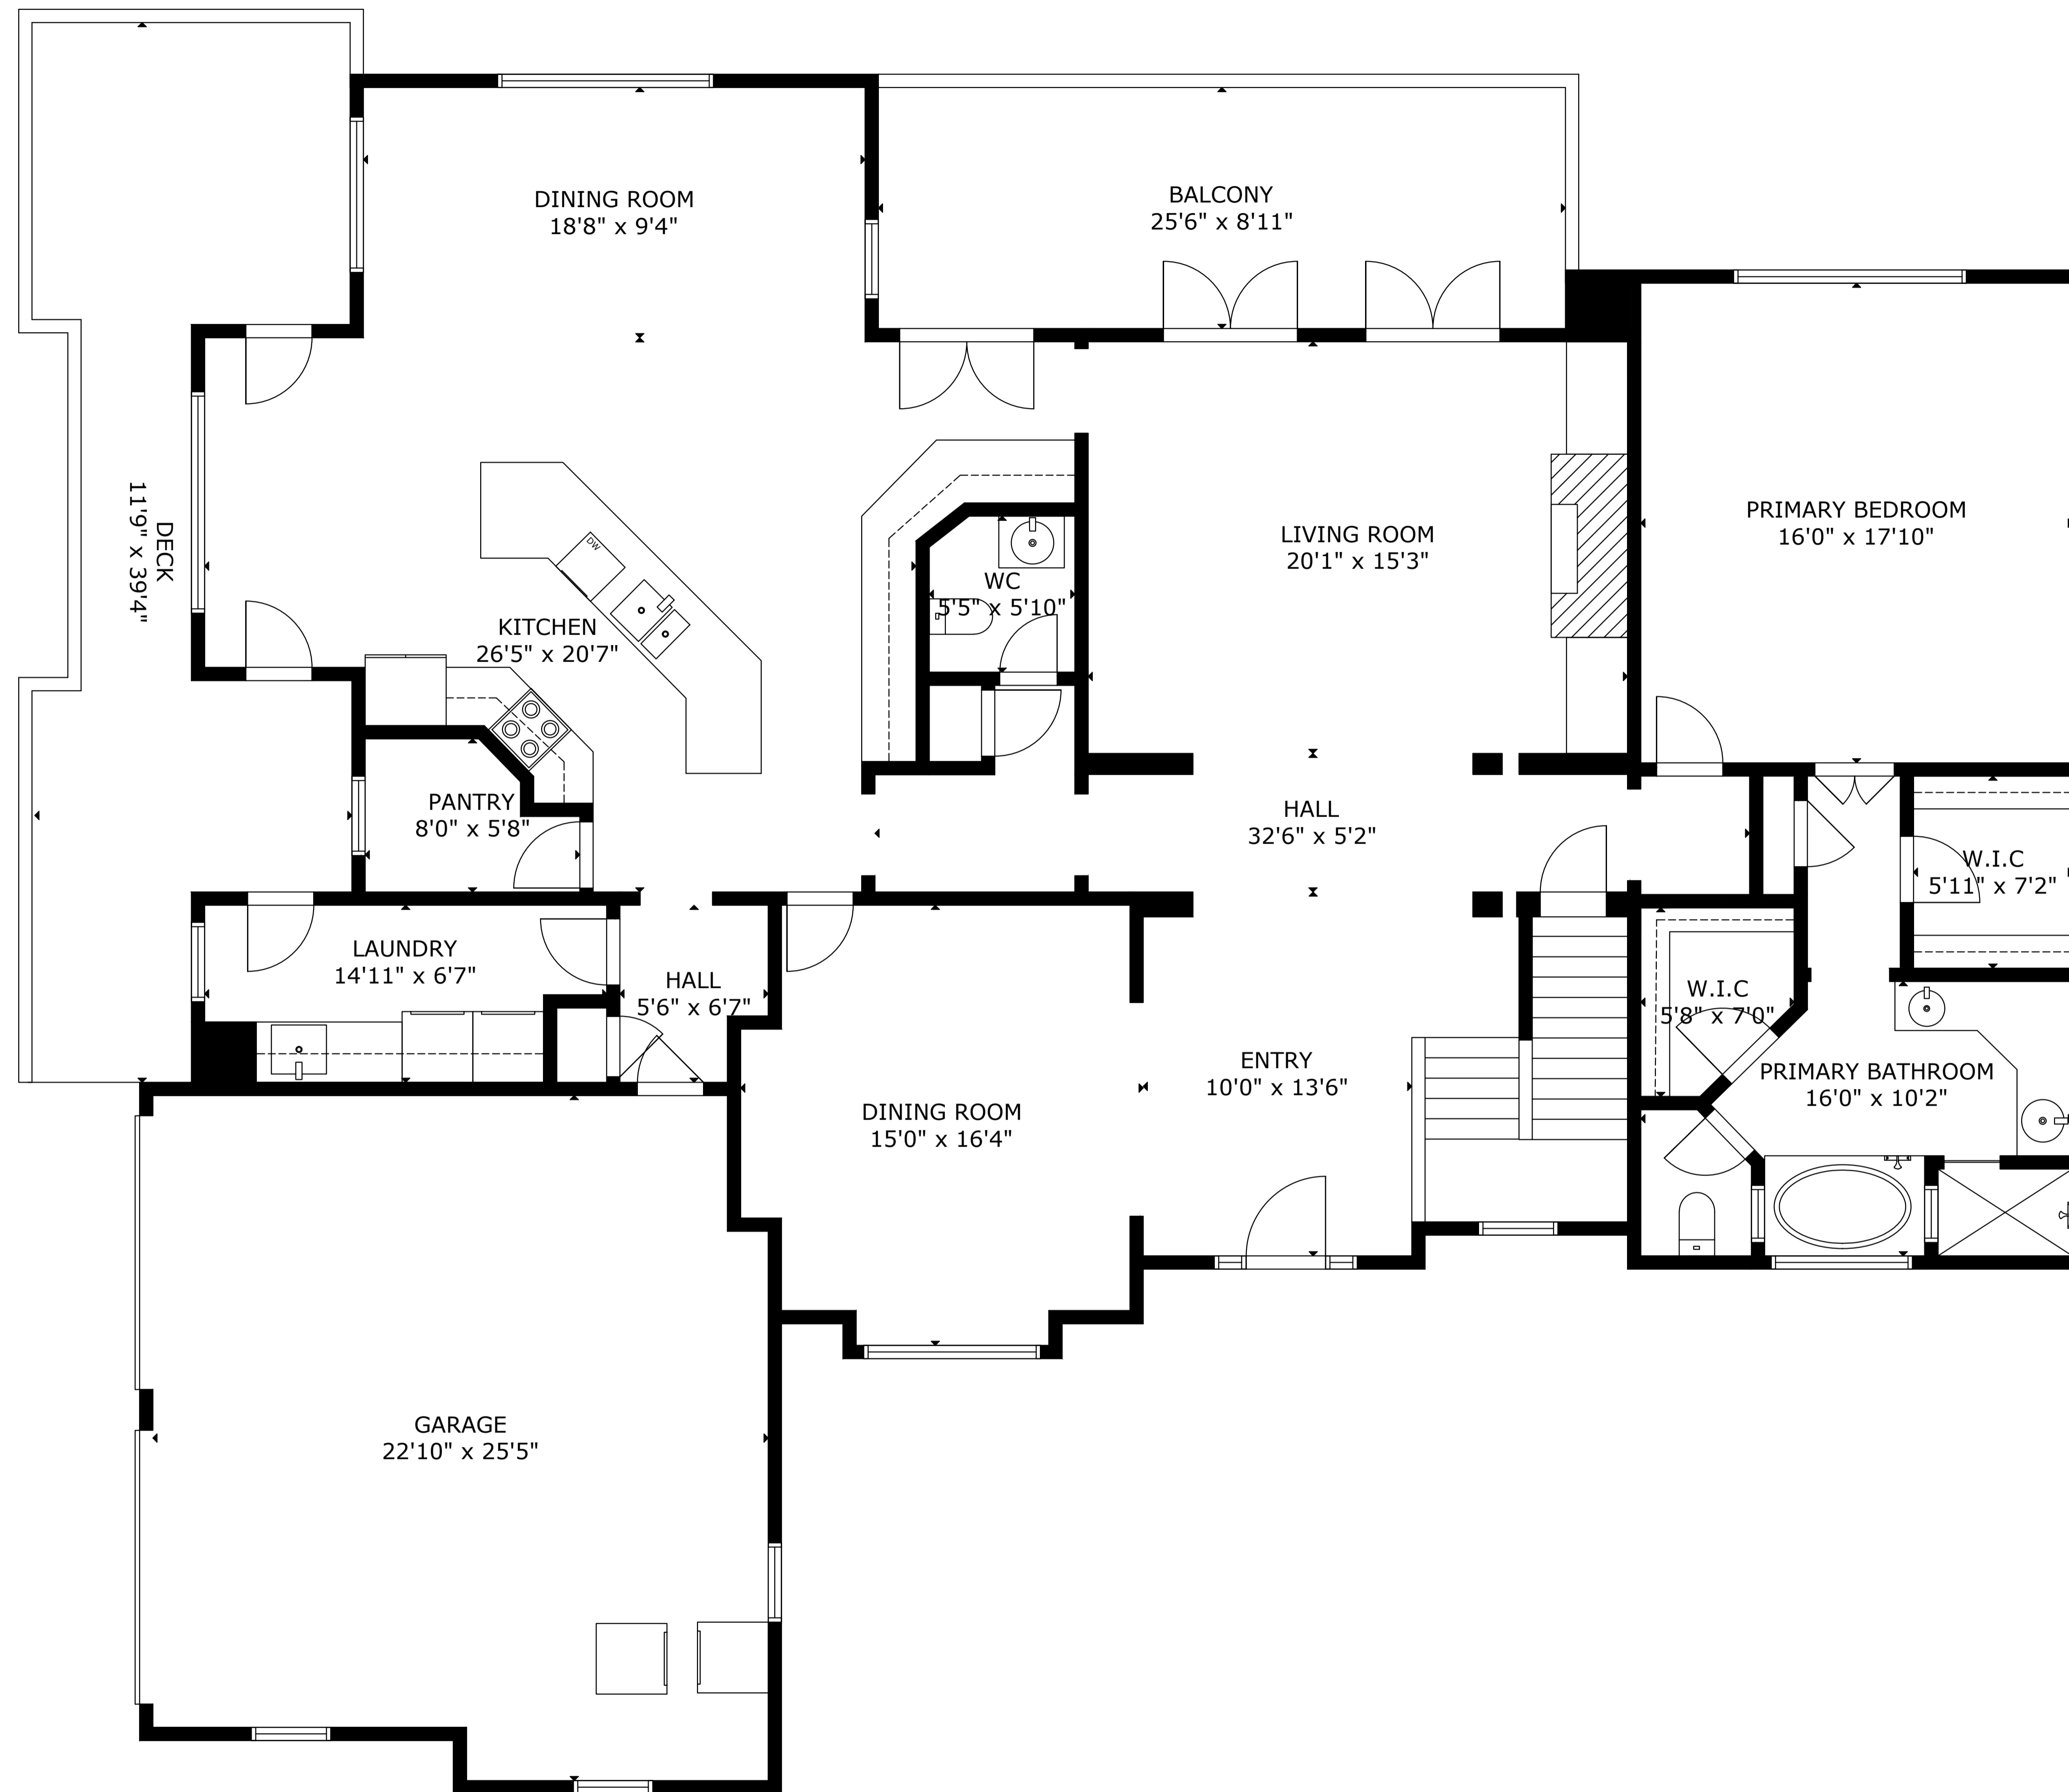 DINING ROOM
18'8" x 9'4"
BALCONY
25'6" x 8'11"
DECK
11'9" x 39'4"
DW
KITCHEN
26'5" x 20'7"
WC
5'5" x 5'10"
LIVING ROOM
20'1" x 15'3"
PRIMARY BEDROOM
16'0" x 17'10"
PANTRY
8'0" x 5'8"
HALL
32'6" x 5'2"
W.I.C
5'11" x 7'2"
LAUNDRY
14'11" x 6'7"
HALL
5'6" x 6'7"
W.I.C
5'8" x 7'0"
ENTRY
10'0" x 13'6"
PRIMARY BATHROOM
16'0" x 10'2"
DINING ROOM
15'0" x 16'4"
GARAGE
22'10" x 25'5"